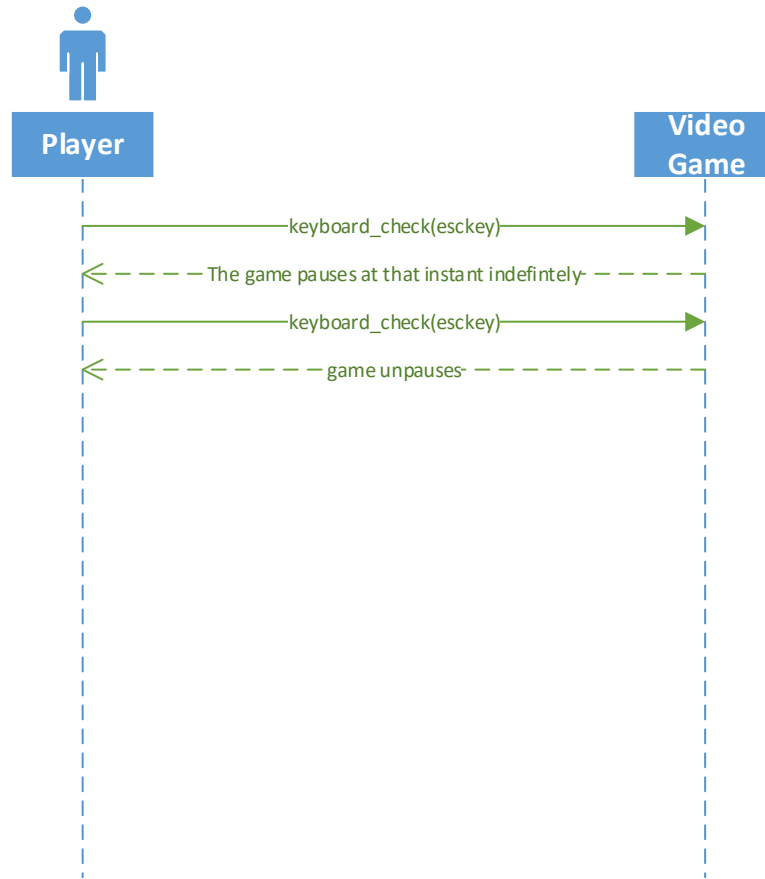 Player
Video
Game
keyboard_check(esckey)
The game pauses at that instant indefintely
keyboard_check(esckey)
game unpauses